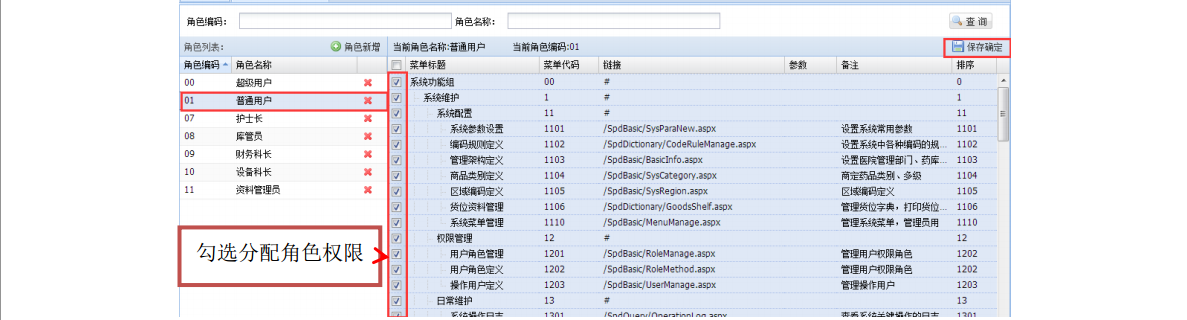 角色编码: 角色名称: 查 询
角色列表: 角色新增 当前角色名称:普通用户 当前角色编码:01 保存确定
角色编码 角色名称 菜单标题 菜单代码 链接 参数 备注 排序
00 超级用户
01 普通用户
07 护士长
08 库管员
09 财务科长
10 设备科长
11 资料管理员
系统功能组 00 # 0
系统维护 1 # 1
系统配置 11 # 11
系统参数设置 1101 /SpdBasic/SysParaNew.aspx 设置系统常用参数 1101
编码规则定义 1102 /SpdDictionary/CodeRuleManage.aspx 设置系统中各种编码的规... 1102
管理架构定义 1103 /SpdBasic/BasicInfo.aspx 设置医院管理部门、药库... 1103
商品类别定义 1104 /SpdBasic/SysCategory.aspx 商定药品类别、多级 1104
区域编码定义 1105 /SpdBasic/SysRegion.aspx 区域编码定义 1105
货位资料管理 1106 /SpdDictionary/GoodsShelf.aspx 管理货位字典，打印货位... 1106
系统菜单管理 1110 /SpdBasic/MenuManage.aspx 管理系统菜单，管理员用 1110
权限管理 12 # 12
用户角色管理 1201 /SpdBasic/RoleManage.aspx 管理用户权限角色 1202
用户角色定义 1202 /SpdBasic/RoleMethod.aspx 管理用户权限角色 1202
操作用户定义 1203 /SpdBasic/UserManage.aspx 管理操作用户 1203
日常维护 13 # 13
系统操作日志 1301 /SpdQuery/OperationLog.aspx 查看系统关键操作的日志 1301
勾选分配角色权限